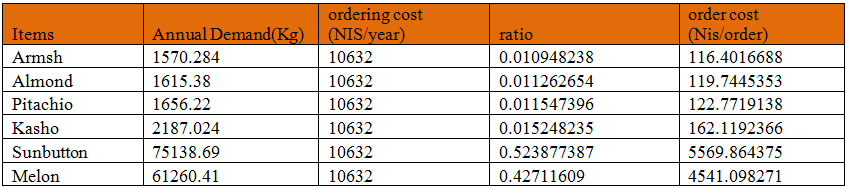 Items Annual Demand(Kg) ordering cost (NIS/year) ratio order cost (Nis/order)
Armsh 1570.284 10632 0.010948238 116.4016688
Almond 1615.38 10632 0.011262654 119.7445353
Pitachio 1656.22 10632 0.011547396 122.7719138
Kasho 2187.024 10632 0.015248235 162.1192366
Sunbutton 75138.69 10632 0.523877387 5569.864375
Melon 61260.41 10632 0.42711609 4541.098271